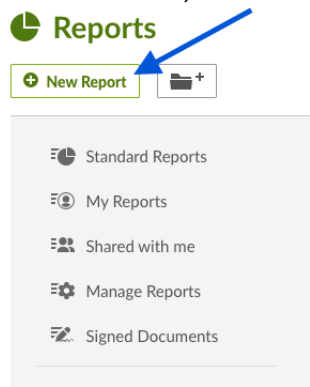 Reports
New Report
Standard Reports
My Reports
Shared with me
Manage Reports
Signed Documents